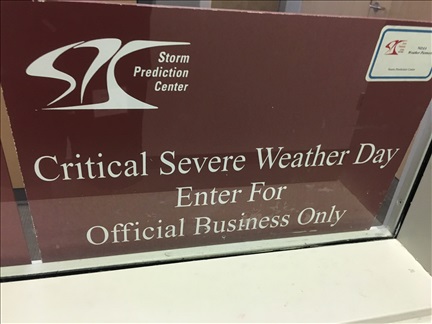 SPC
Storm
Prediction
Center
Critical Severe Weather Day
Enter For
Official Business Only